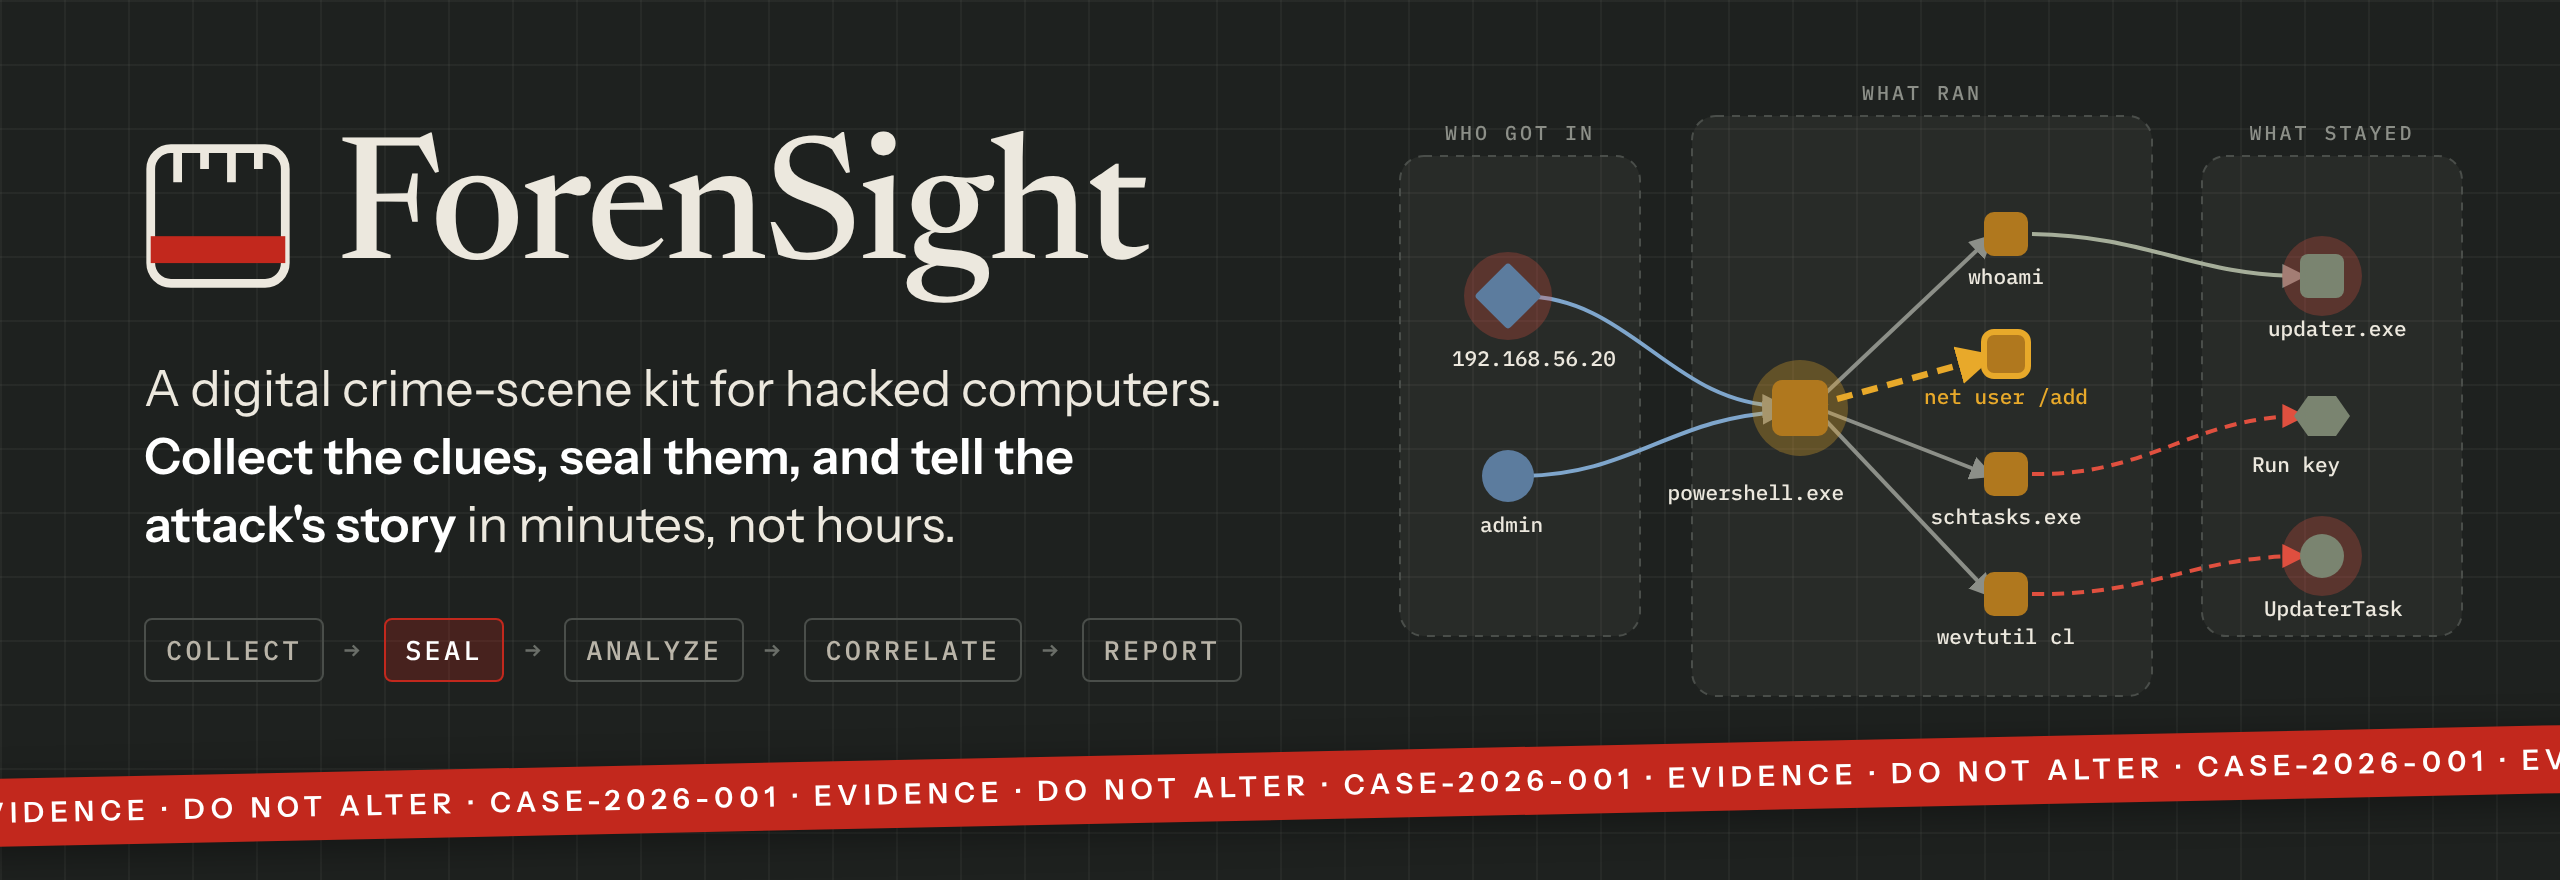 ForenSight
A digital crime-scene kit for hacked computers.
Collect the clues, seal them, and tell the
attack's story in minutes, not hours.
COLLECT → SEAL → ANALYZE → CORRELATE → REPORT
WHO GOT IN
192.168.56.20
admin
WHAT RAN
powershell.exe
whoami
net user /add
schtasks.exe
wevtutil cl
WHAT STAYED
updater.exe
Run key
UpdaterTask
VIDENCE · DO NOT ALTER · CASE-2026-001 · EVIDENCE · DO NOT ALTER · CASE-2026-001 · EVIDENCE · DO NOT ALTER · CASE-2026-001 · EV